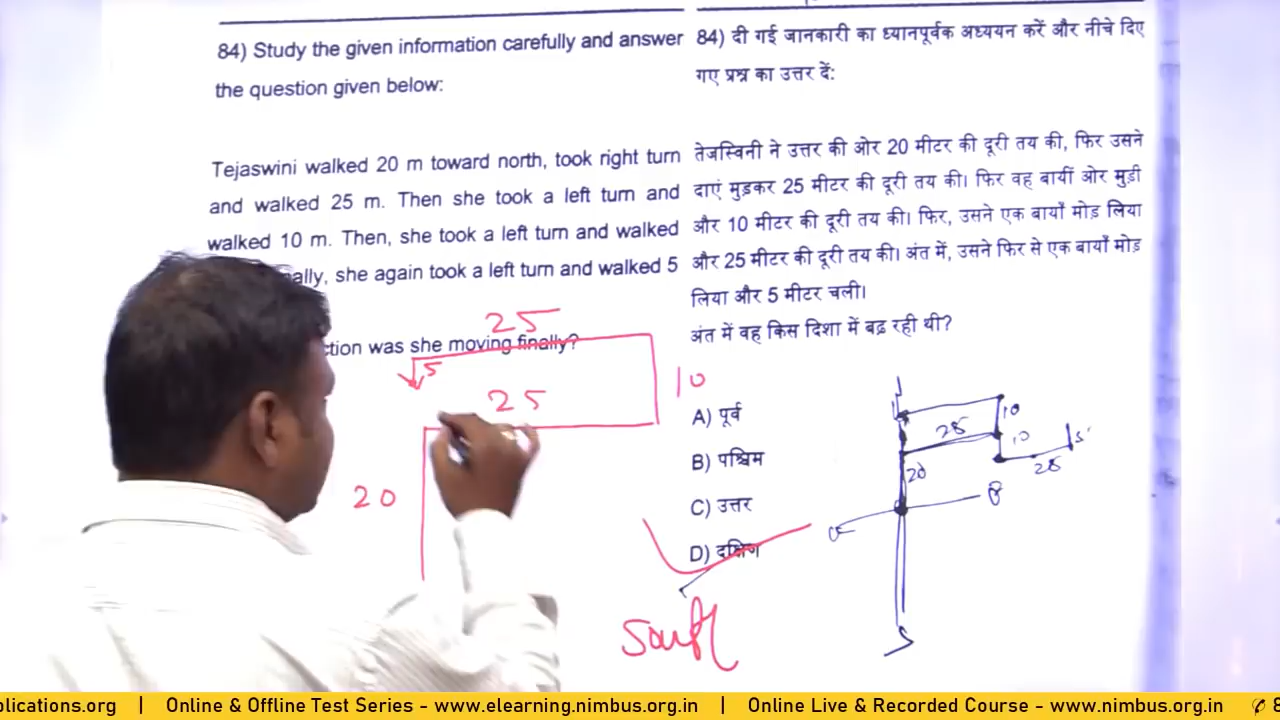 84) Study the given information carefully and answer
the question given below:
Tejaswini walked 20 m toward north, took right turn
and walked 25 m. Then she took a left turn and
walked 10 m. Then, she took a left turn and walked
she again took a left turn and walked 5
was she moving finally?
84) दी गई जानकारी का ध्यानपूर्वक अध्ययन करें और नीचे दिए
गए प्रश्न का उत्तर दें:
तेजस्विनी ने उत्तर की ओर 20 मीटर की दूरी तय की, फिर उसने
दाएं मुड़कर 25 मीटर की दूरी तय की। फिर वह बायीं ओर मुड़ी
और 10 मीटर की दूरी तय की। फिर, उसने एक बायाँ मोड़ लिया
और 25 मीटर की दूरी तय की। अंत में, उसने फिर से एक बायाँ मोड़
लिया और 5 मीटर चली।
अंत में वह किस दिशा में बढ़ रही थी?
A) पूर्व
B) पश्चिम
C) उत्तर
D) दक्षिण
25
5
10
25
20
South
10
25
10
5
20
25
S
Online & Offline Test Series - www.elearning.nimbus.org.in | Online Live & Recorded Course - www.nimbus.org.in